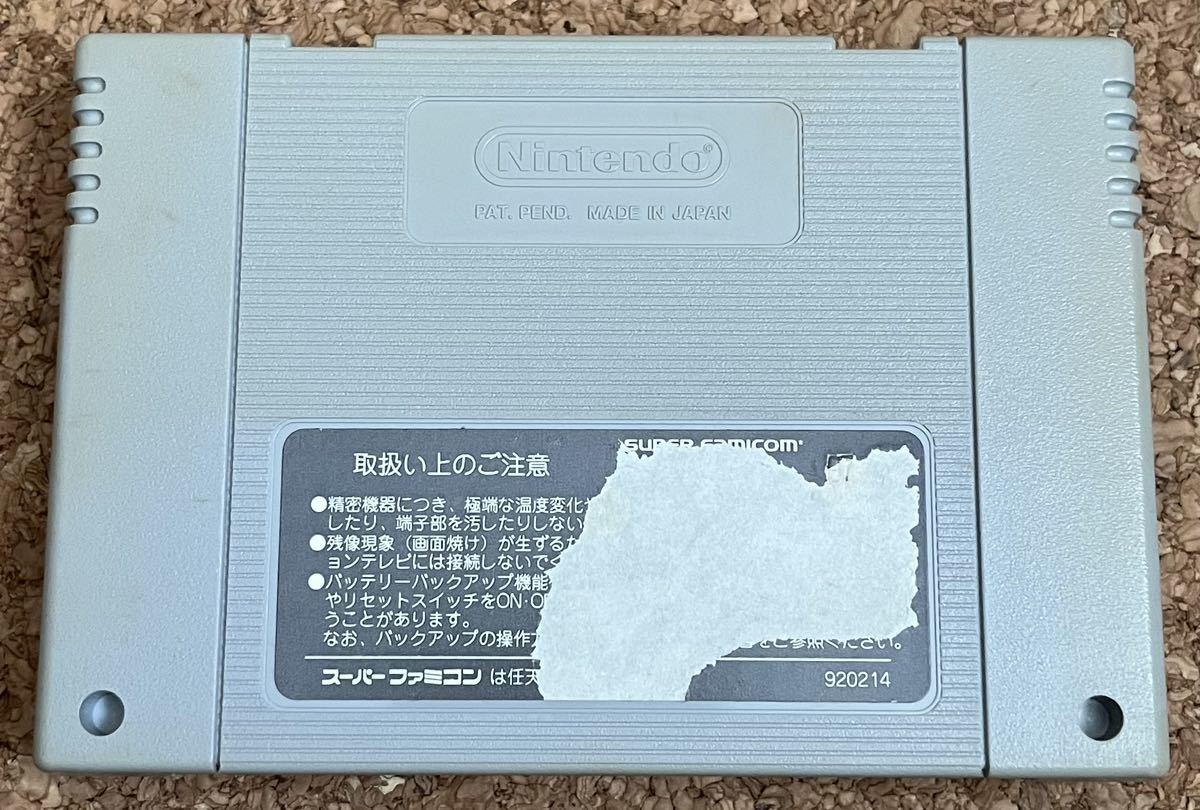 Nintendo®
PAT. PEND. MADE IN JAPAN
SUPER FAMICOM
取扱い上のご注意
●精密機器につき、極端な温度変化
したり、端子部を汚したりしない
●残像現象（画面焼け）が生ずるた
ョンテレビには接続しないでく
●バッテリーバックアップ機能
やリセットスイッチをON・O
うことがあります。
なお、バックアップの操作 をご参照ください。
スーパーファミコン は任天
920214